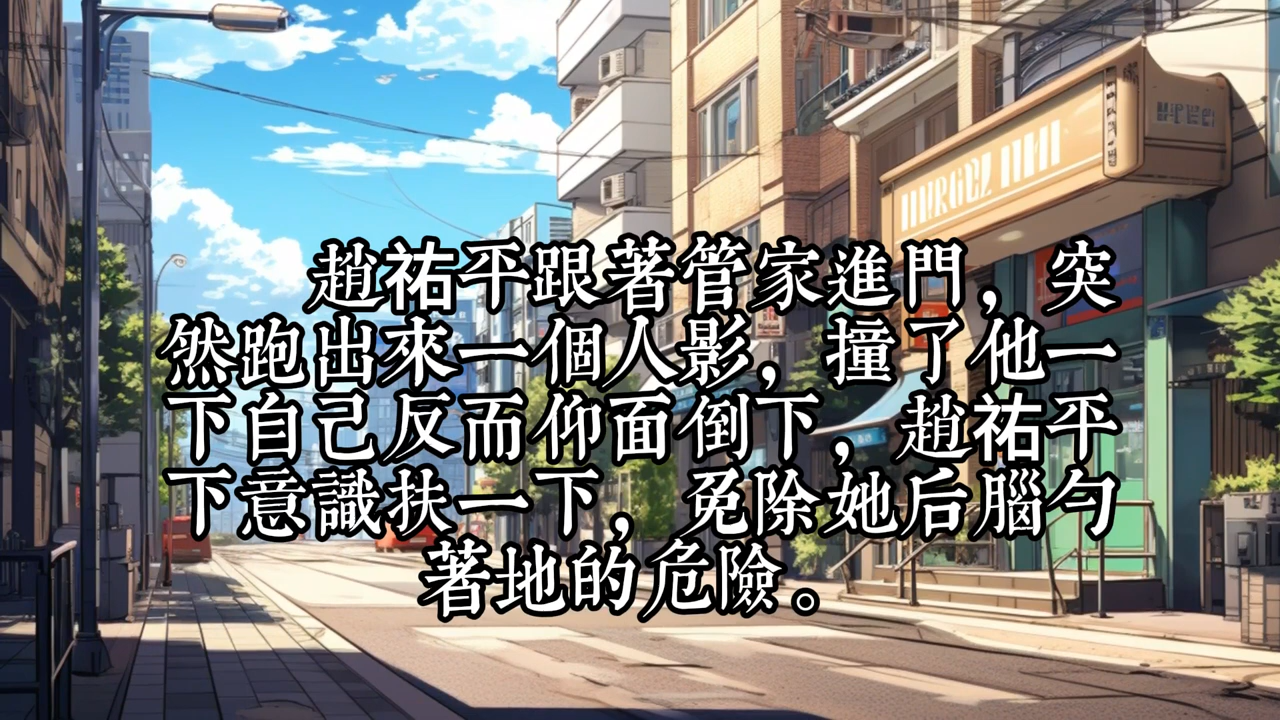 趙祐平跟著管家進門，突
然跑出來一個人影，撞了他一
下自己反而仰面倒下，趙祐平
下意識扶一下，免除她后腦勺
著地的危險。